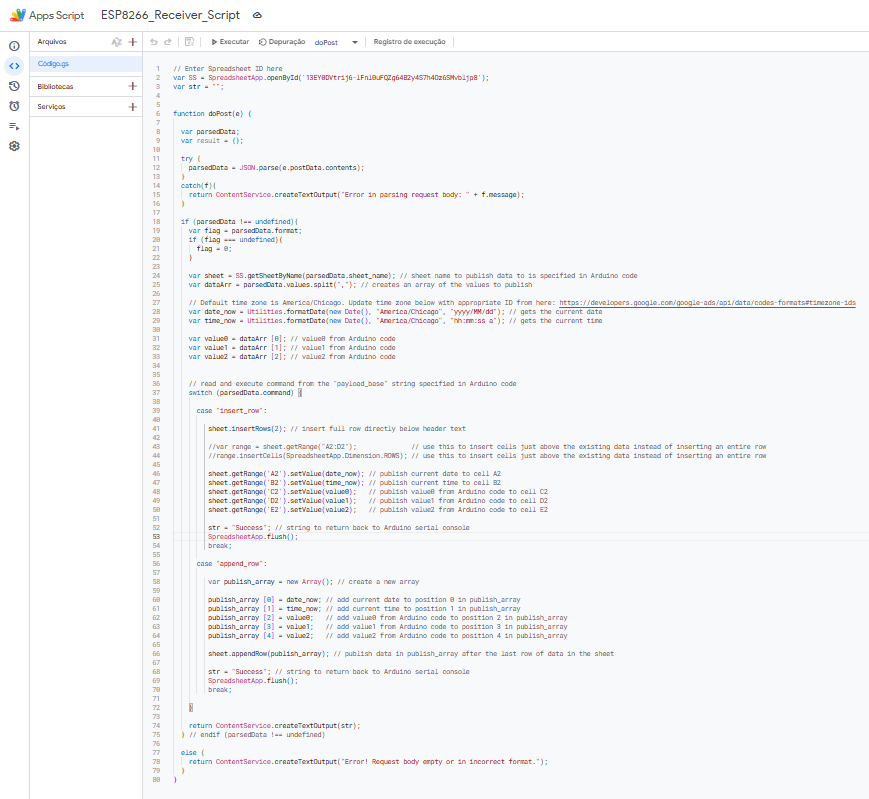 Apps Script
ESP8266_Receiver_Script
Arquivos
Executar
Depuração
doPost
Registro de execução
Código.gs
Bibliotecas
Serviços
1 // Enter Spreadsheet ID here
2 var SS = SpreadsheetApp.openById(
3 var str = "";
4
5
6 function doPost(e) {
7
8 var parsedData;
9 var result = {};
10
11 try {
12 parsedData = JSON.parse(e.postData.contents);
13 }
14 catch(f){
15 return ContentService.createTextOutput("Error in parsing request body: " + f.message);
16 }
17
18 if (parsedData !== undefined){
19 var flag = parsedData.format;
20 if (flag === undefined){
21 flag = 0;
22 }
23
24 var sheet = SS.getSheetByName(parsedData.sheet_name); // sheet name to publish data to is specified in Arduino code
25 var dataArr = parsedData.values.split(","); // creates an array of the values to publish
26
27 // Default time zone is America/Chicago. Update time zone below with appropriate ID from here: https://developers.google.com/google-ads/api/data/codes-formats#timezone-ids
28 var date_now = Utilities.formatDate(new Date(), "America/Chicago", "yyyy/MM/dd"); // gets the current date
29 var time_now = Utilities.formatDate(new Date(), "America/Chicago", "hh:mm:ss a"); // gets the current time
30
31 var value0 = dataArr [0]; // value0 from Arduino code
32 var value1 = dataArr [1]; // value1 from Arduino code
33 var value2 = dataArr [2]; // value2 from Arduino code
34
35
36 // read and execute command from the "payload_base" string specified in Arduino code
37 switch (parsedData.command) {
38
39 case "insert_row":
40
41 sheet.insertRows(2); // insert full row directly below header text
42
43 //var range = sheet.getRange("A2:D2"); // use this to insert cells just above the existing data instead of inserting an entire row
44 //range.insertCells(SpreadsheetApp.Dimension.ROWS); // use this to insert cells just above the existing data instead of inserting an entire row
45
46 sheet.getRange('A2').setValue(date_now); // publish current date to cell A2
47 sheet.getRange('B2').setValue(time_now); // publish current time to cell B2
48 sheet.getRange('C2').setValue(value0); // publish value0 from Arduino code to cell C2
49 sheet.getRange('D2').setValue(value1); // publish value1 from Arduino code to cell D2
50 sheet.getRange('E2').setValue(value2); // publish value2 from Arduino code to cell E2
51
52 str = "Success"; // string to return back to Arduino serial console
53 SpreadsheetApp.flush();
54 break;
55
56 case "append_row":
57
58 var publish_array = new Array(); // create a new array
59
60 publish_array [0] = date_now; // add current date to position 0 in publish_array
61 publish_array [1] = time_now; // add current time to position 1 in publish_array
62 publish_array [2] = value0; // add value0 from Arduino code to position 2 in publish_array
63 publish_array [3] = value1; // add value1 from Arduino code to position 3 in publish_array
64 publish_array [4] = value2; // add value2 from Arduino code to position 4 in publish_array
65
66 sheet.appendRow(publish_array); // publish data in publish_array after the last row of data in the sheet
67
68 str = "Success"; // string to return back to Arduino serial console
69 SpreadsheetApp.flush();
70 break;
71
72 }
73
74 return ContentService.createTextOutput(str);
75 } // endif (parsedData !== undefined)
76
77 else {
78 return ContentService.createTextOutput("Error! Request body empty or in incorrect format.");
79 }
80 }